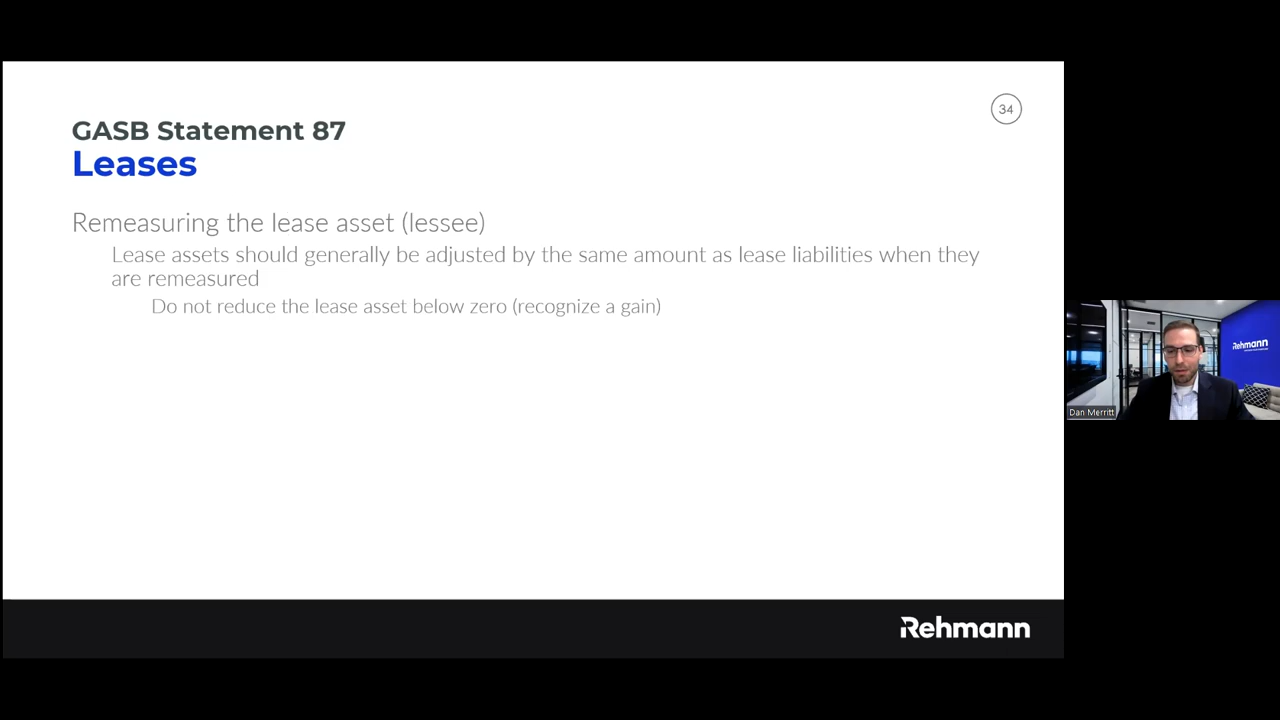 34
GASB Statement 87
Leases
Remeasuring the lease asset (lessee)
Lease assets should generally be adjusted by the same amount as lease liabilities when they
are remeasured
Do not reduce the lease asset below zero (recognize a gain)
Rehmann
Dan Merritt
Rehmann